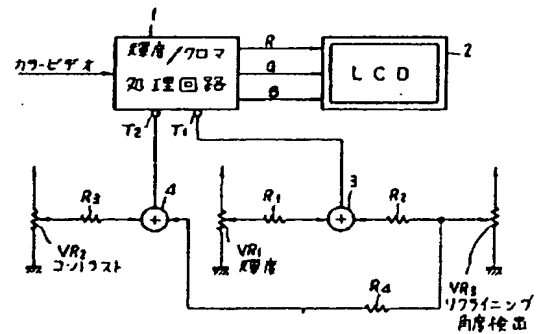 1
輝度/クロマ
処理回路
カラービデオ
R
G
B
2
LCD
T2
T1
R3
4
R1
3
R2
VR2
コントラスト
VR1
輝度
R4
VR3
リクライニング
角度検出